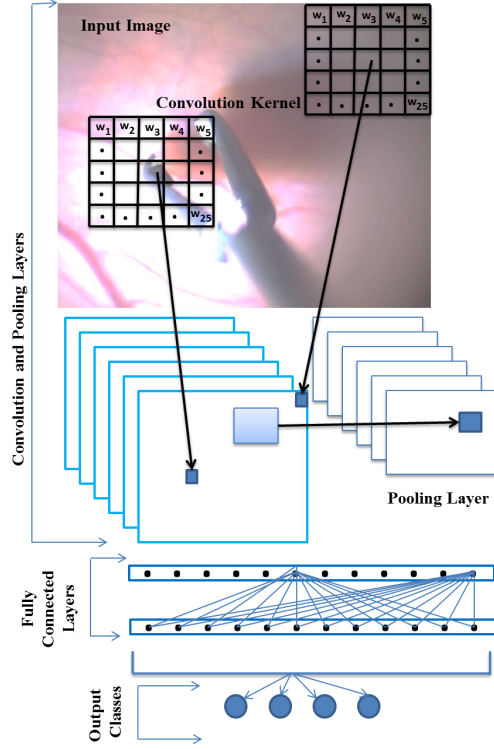 Input Image
w1 w2 w3 w4 w5
w25
Convolution Kernel
w1 w2 w3 w4 w5
w25
Convolution and Pooling Layers
Pooling Layer
Fully
Connected
Layers
Output
Classes